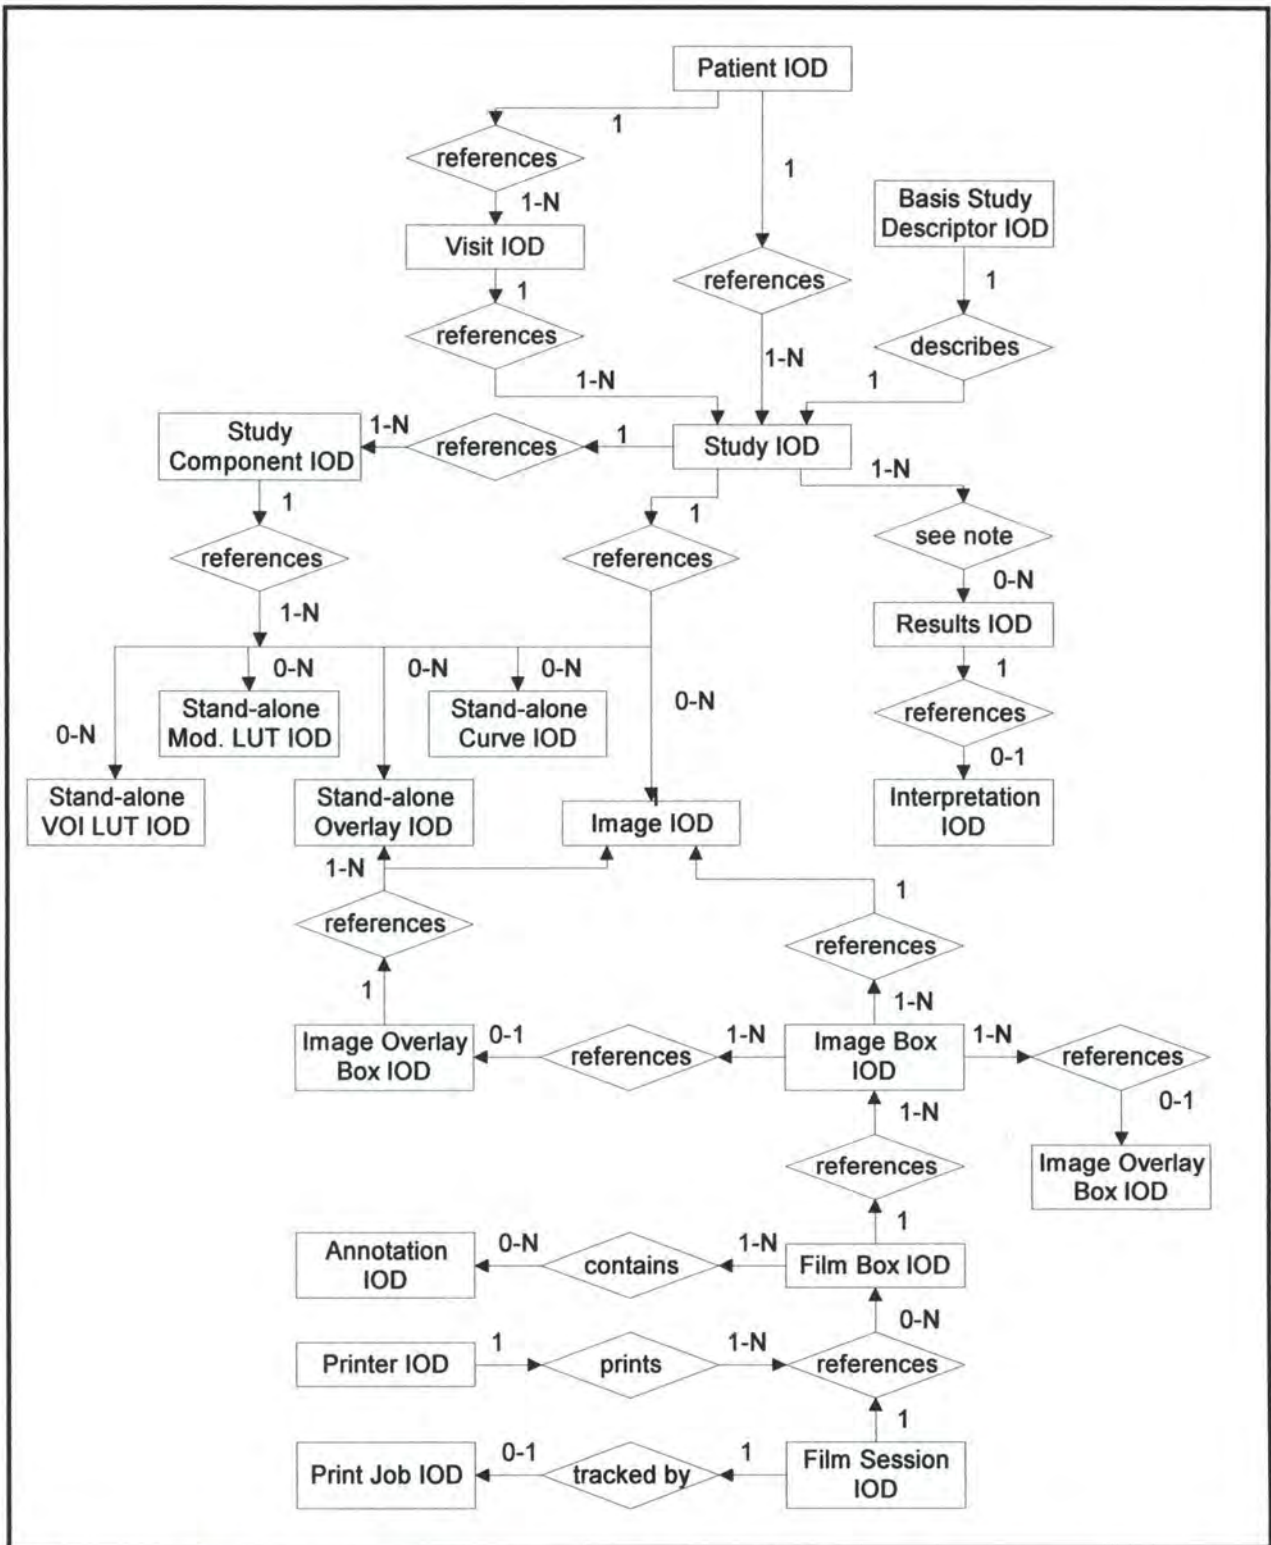 Patient IOD
1
references
1
1-N
Basis Study
Descriptor IOD
Visit IOD
references
1
1
references
describes
1-N
1-N
1
Study
Component IOD
1-N
references
1
Study IOD
1-N
1
1
see note
references
references
0-N
1-N
Results IOD
0-N
0-N
0-N
1
Stand-alone
Mod. LUT IOD
Stand-alone
Curve IOD
0-N
references
0-N
0-1
Stand-alone
VOI LUT IOD
Stand-alone
Overlay IOD
Image IOD
Interpretation
IOD
1-N
1
references
references
1
1-N
Image Overlay
Box IOD
0-1
references
1-N
Image Box
IOD
1-N
references
0-1
1-N
references
Image Overlay
Box IOD
1
Annotation
IOD
0-N
contains
1-N
Film Box IOD
0-N
Printer IOD
1
prints
1-N
references
1
Print Job IOD
0-1
tracked by
1
Film Session
IOD